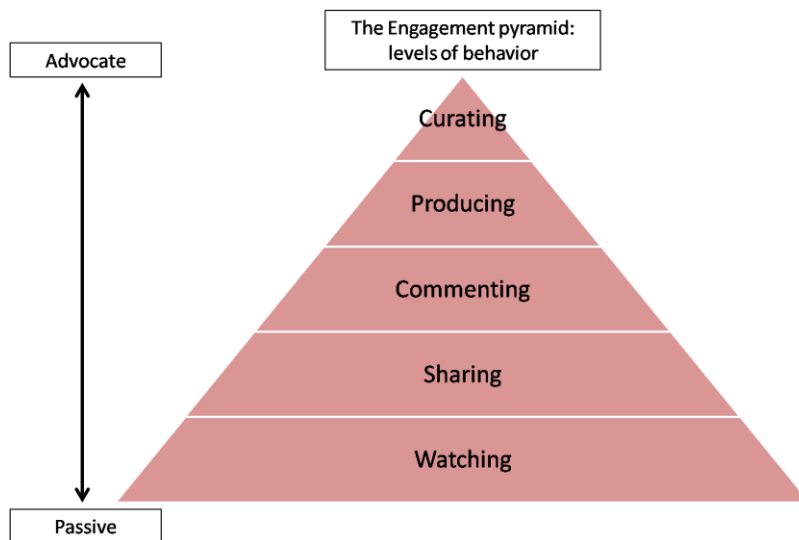 The Engagement pyramid:
levels of behavior
Advocate
Curating
Producing
Commenting
Sharing
Watching
Passive